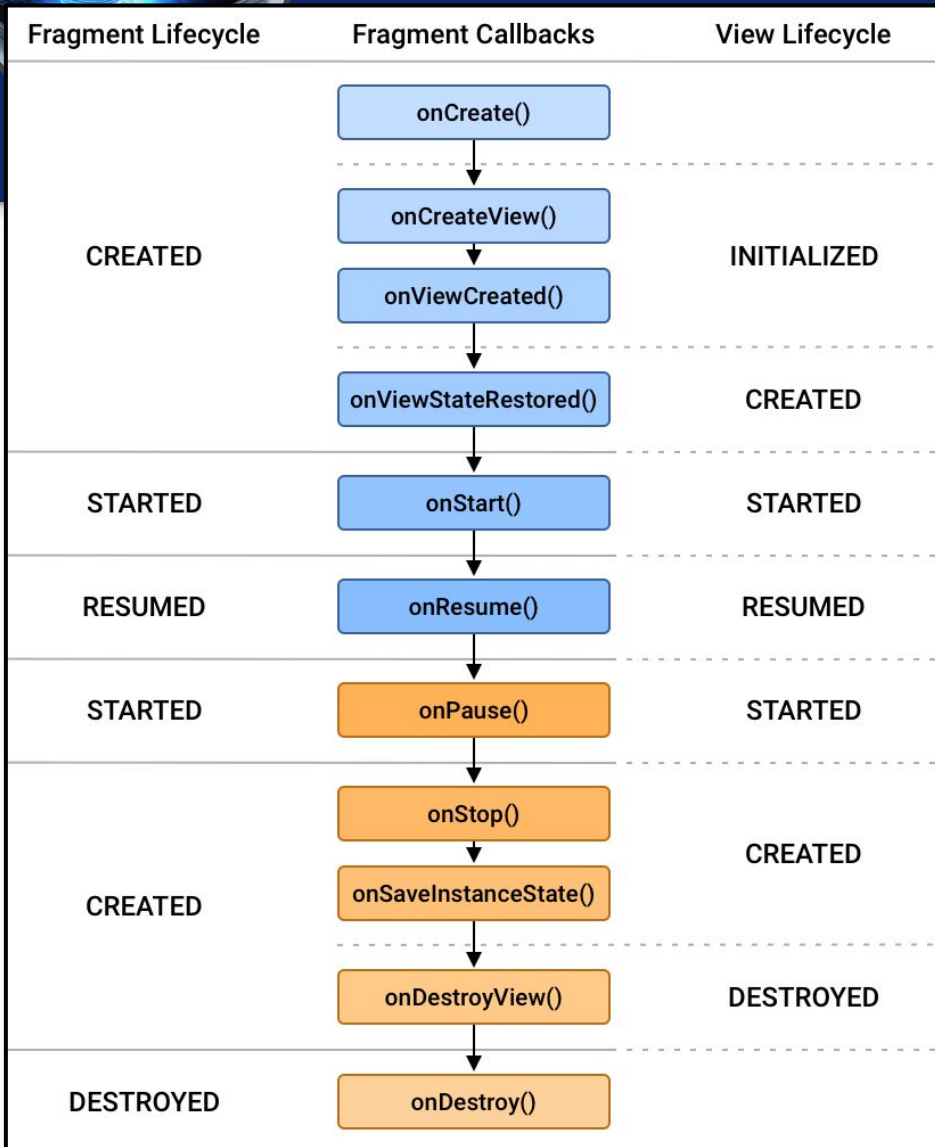 Fragment Lifecycle Fragment Callbacks View Lifecycle
onCreate()
onCreateView()
CREATED INITIALIZED
onViewCreated()
onViewStateRestored() CREATED
STARTED onStart() STARTED
RESUMED onResume() RESUMED
STARTED onPause() STARTED
onStop()
CREATED
onSaveInstanceState()
CREATED
onDestroyView() DESTROYED
DESTROYED onDestroy()